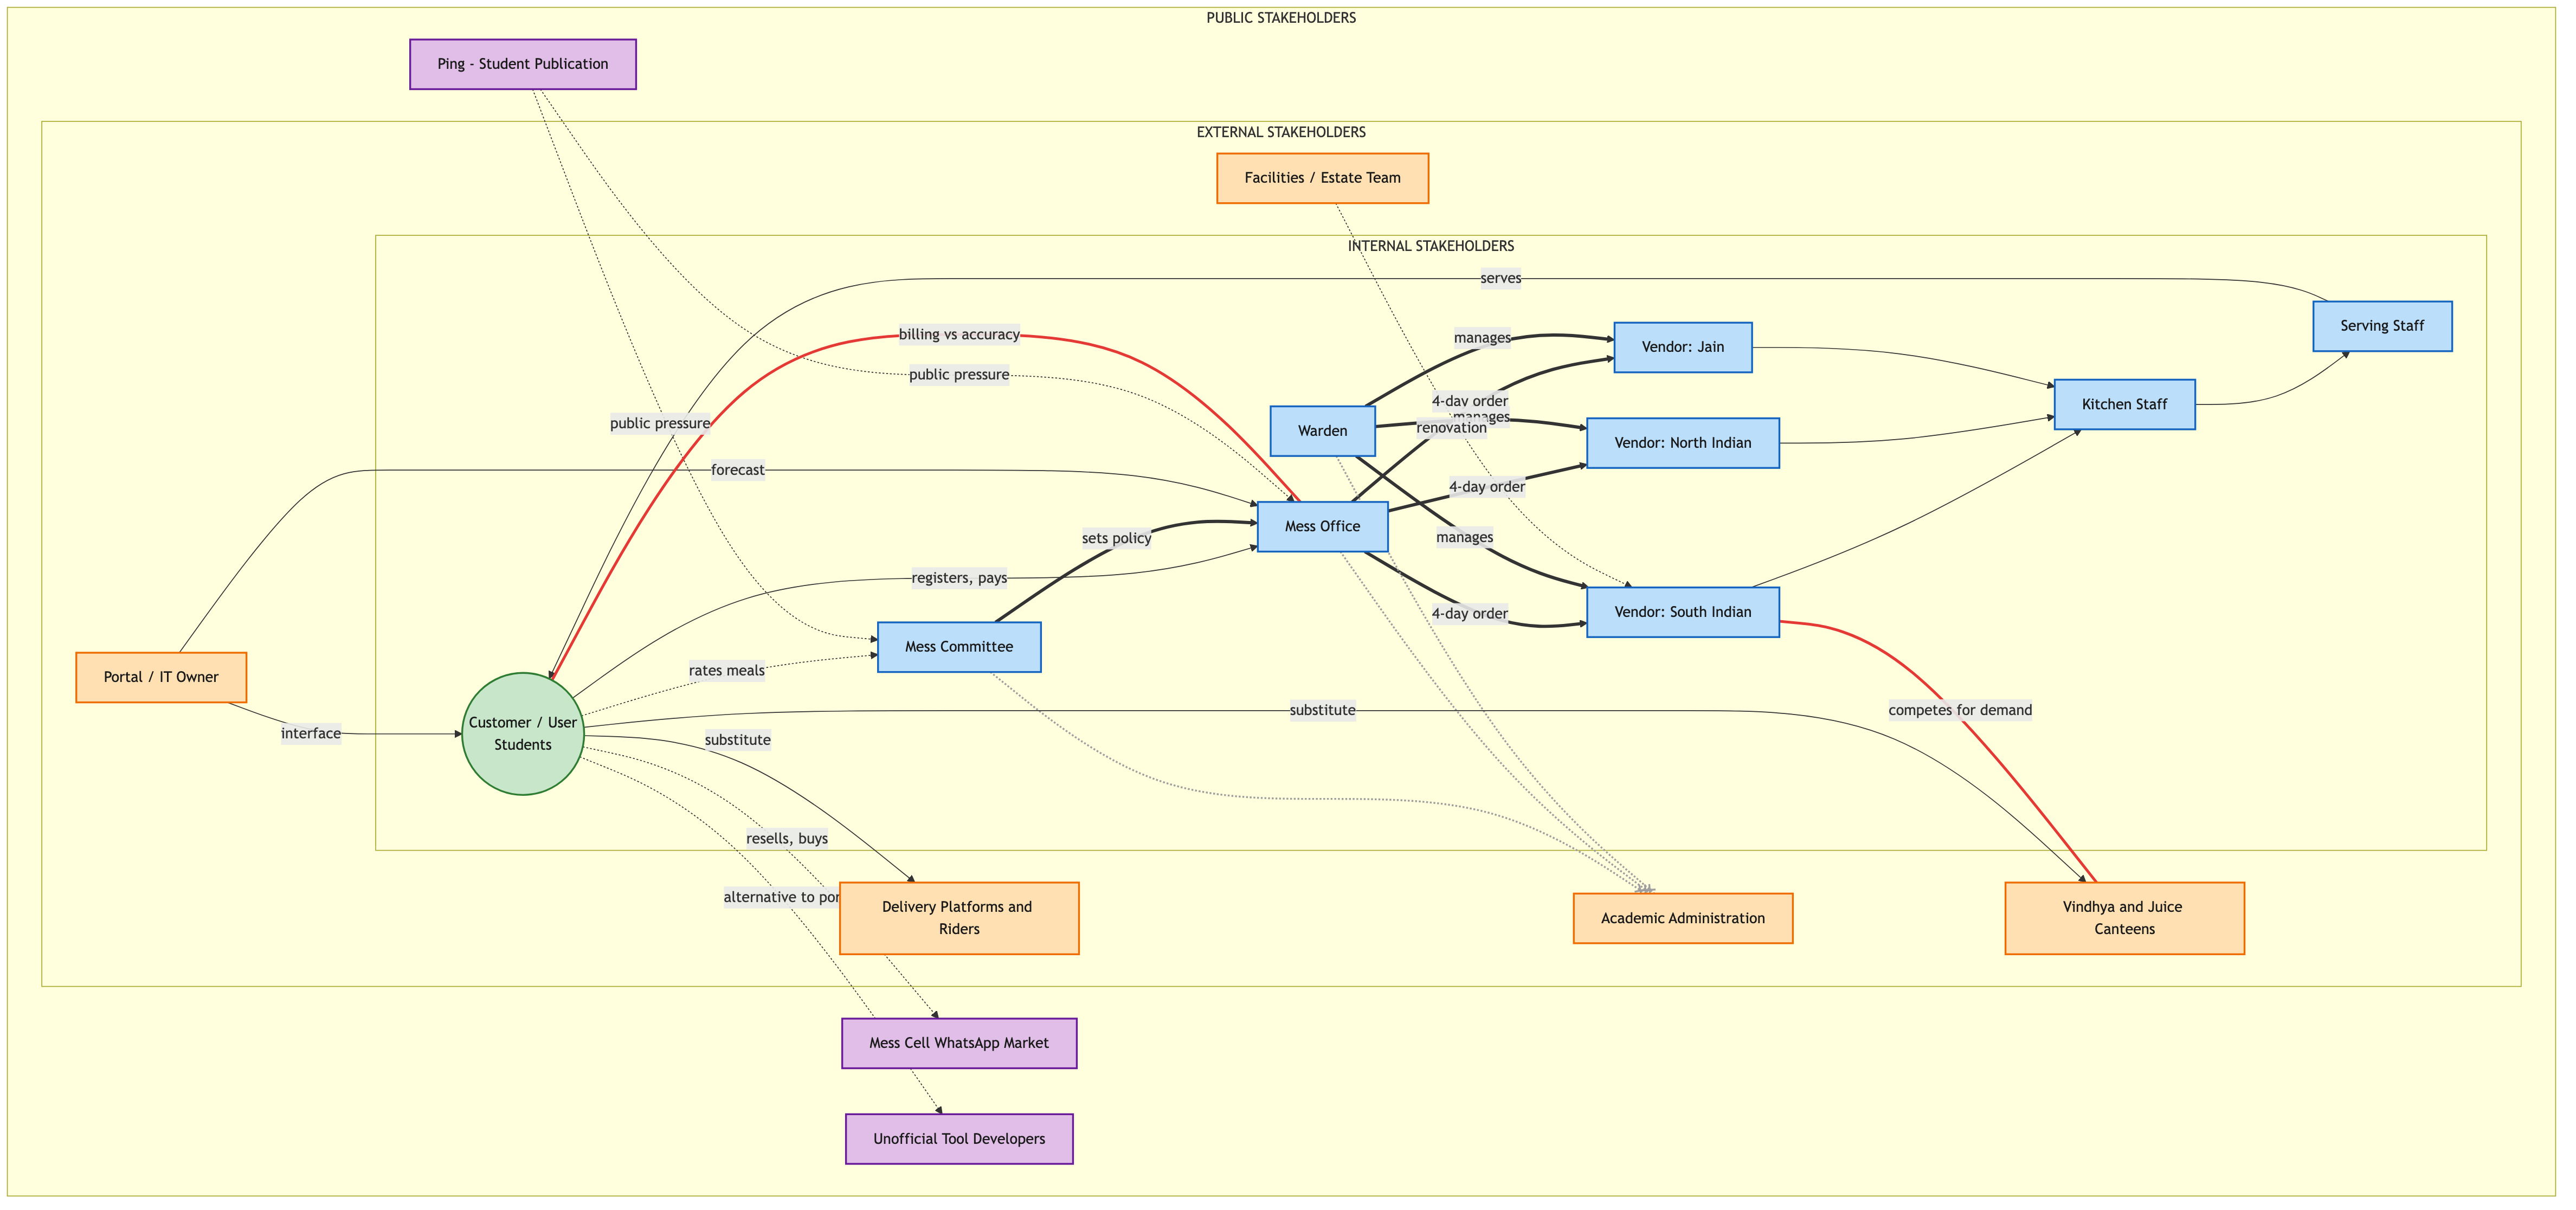 PUBLIC STAKEHOLDERS
Ping - Student Publication
EXTERNAL STAKEHOLDERS
Facilities / Estate Team
INTERNAL STAKEHOLDERS
serves
Serving Staff
billing vs accuracy
manages
Vendor: Jain
public pressure
4-day order
Kitchen Staff
manages
public pressure
renovation
Warden
Vendor: North Indian
forecast
4-day order
Mess Office
sets policy
manages
registers, pays
4-day order
Vendor: South Indian
Mess Committee
rates meals
Portal / IT Owner
substitute
competes for demand
Customer / User
Students
interface
substitute
resells, buys
alternative to por
Delivery Platforms and
Riders
Academic Administration
Vindhya and Juice
Canteens
Mess Cell WhatsApp Market
Unofficial Tool Developers